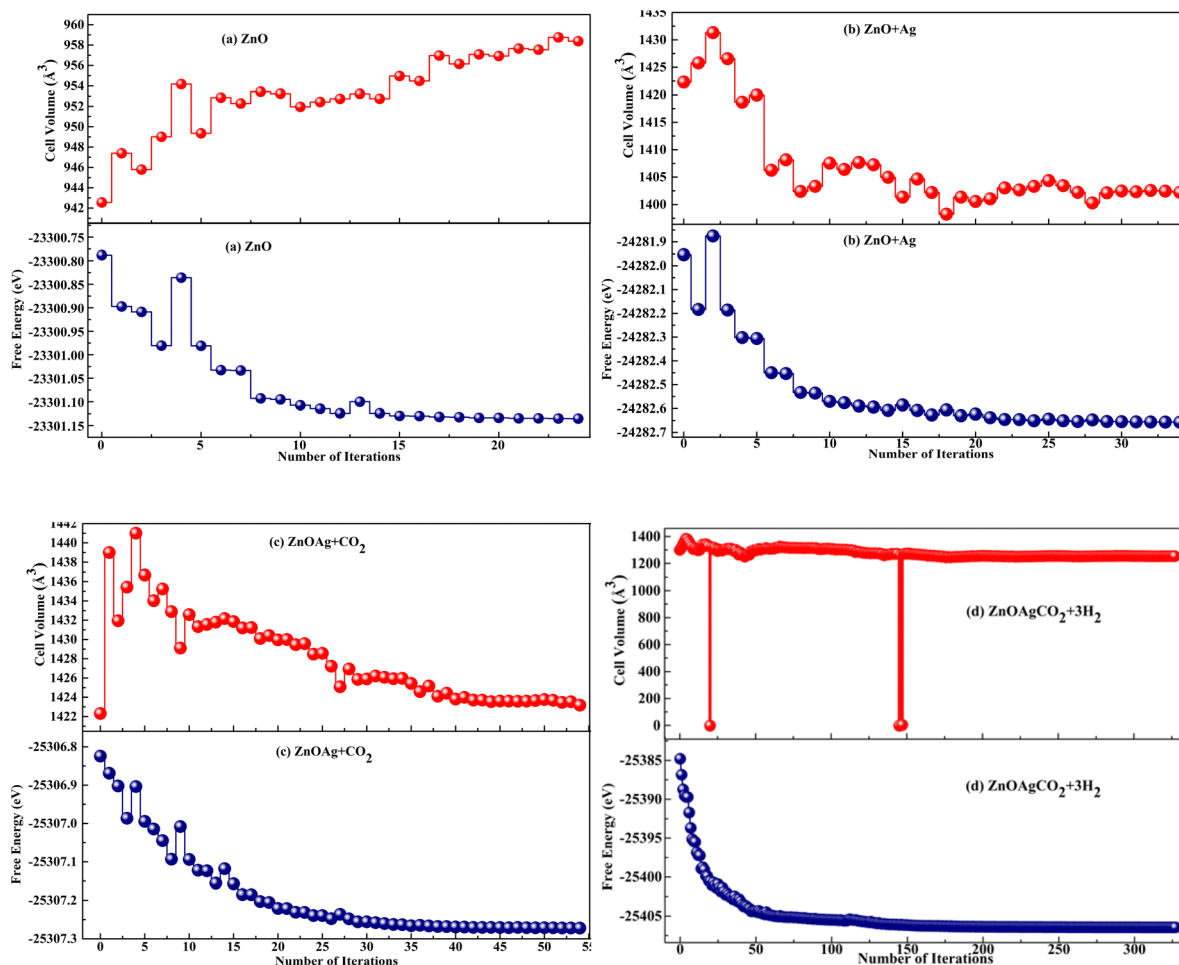 960
958
956
954
952
950
948
946
944
942
Cell Volume (Å³)
(a) ZnO
-23300.75
-23300.80
-23300.85
-23300.90
-23300.95
-23301.00
-23301.05
-23301.10
-23301.15
Free Energy (eV)
(a) ZnO
0 5 10 15 20
Number of Iterations
1435
1430
1425
1420
1415
1410
1405
1400
Cell Volume (Å³)
(b) ZnO+Ag
-24281.9
-24282.0
-24282.1
-24282.2
-24282.3
-24282.4
-24282.5
-24282.6
-24282.7
Free Energy (eV)
(b) ZnO+Ag
0 5 10 15 20 25 30
Number of Iterations
1442
1440
1438
1436
1434
1432
1430
1428
1426
1424
1422
Cell Volume (Å³)
(c) ZnOAg+CO₂
-25306.8
-25306.9
-25307.0
-25307.1
-25307.2
-25307.3
Free Energy (eV)
(c) ZnOAg+CO₂
0 5 10 15 20 25 30 35 40 45 50
Number of Iterations
1400
1200
1000
800
600
400
200
0
Cell Volume (Å³)
(d) ZnOAgCO₂+3H₂
-25385
-25390
-25395
-25400
-25405
Free Energy (eV)
(d) ZnOAgCO₂+3H₂
0 50 100 150 200 250 300
Number of Iterations